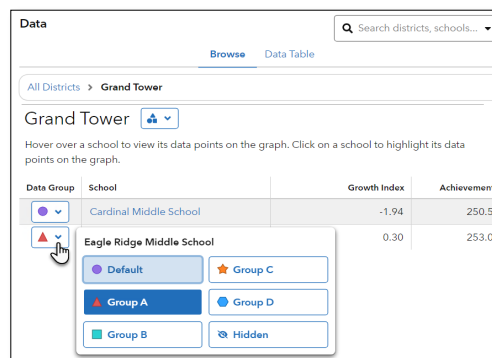 Data
Search districts, schools...
Browse Data Table
All Districts > Grand Tower
Grand Tower
Hover over a school to view its data points on the graph. Click on a school to highlight its data
points on the graph.
Data Group School Growth Index Achievement
Cardinal Middle School -1.94 250.5
0.30 253.0
Eagle Ridge Middle School
Default Group C
Group A Group D
Group B Hidden